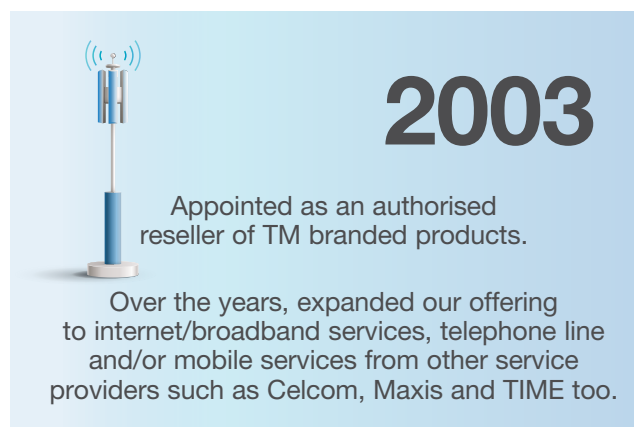 2003
Appointed as an authorised
reseller of TM branded products.
Over the years, expanded our offering
to internet/broadband services, telephone line
and/or mobile services from other service
providers such as Celcom, Maxis and TIME too.